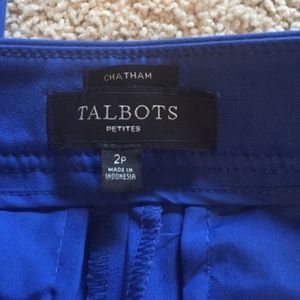 CHATHAM
TALBOTS
PETITES
2P
MADE IN
INDONESIA